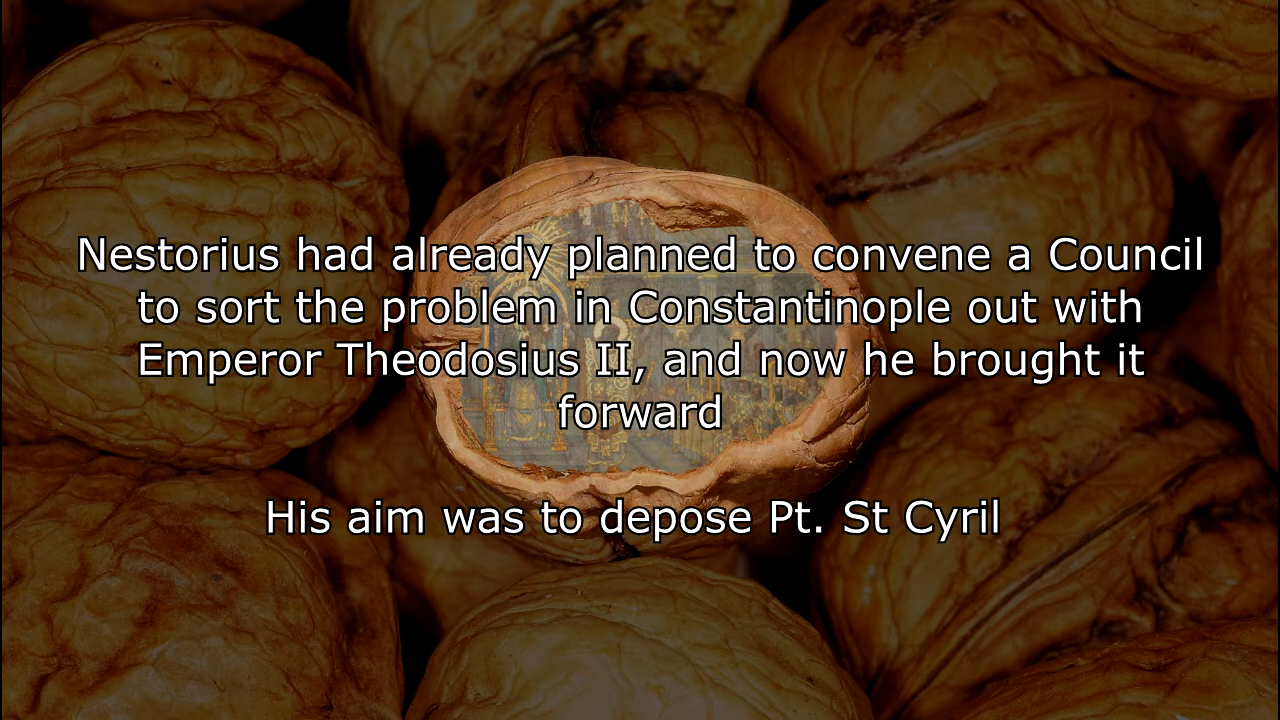 Nestorius had already planned to convene a Council
to sort the problem in Constantinople out with
Emperor Theodosius II, and now he brought it
forward
His aim was to depose Pt. St Cyril